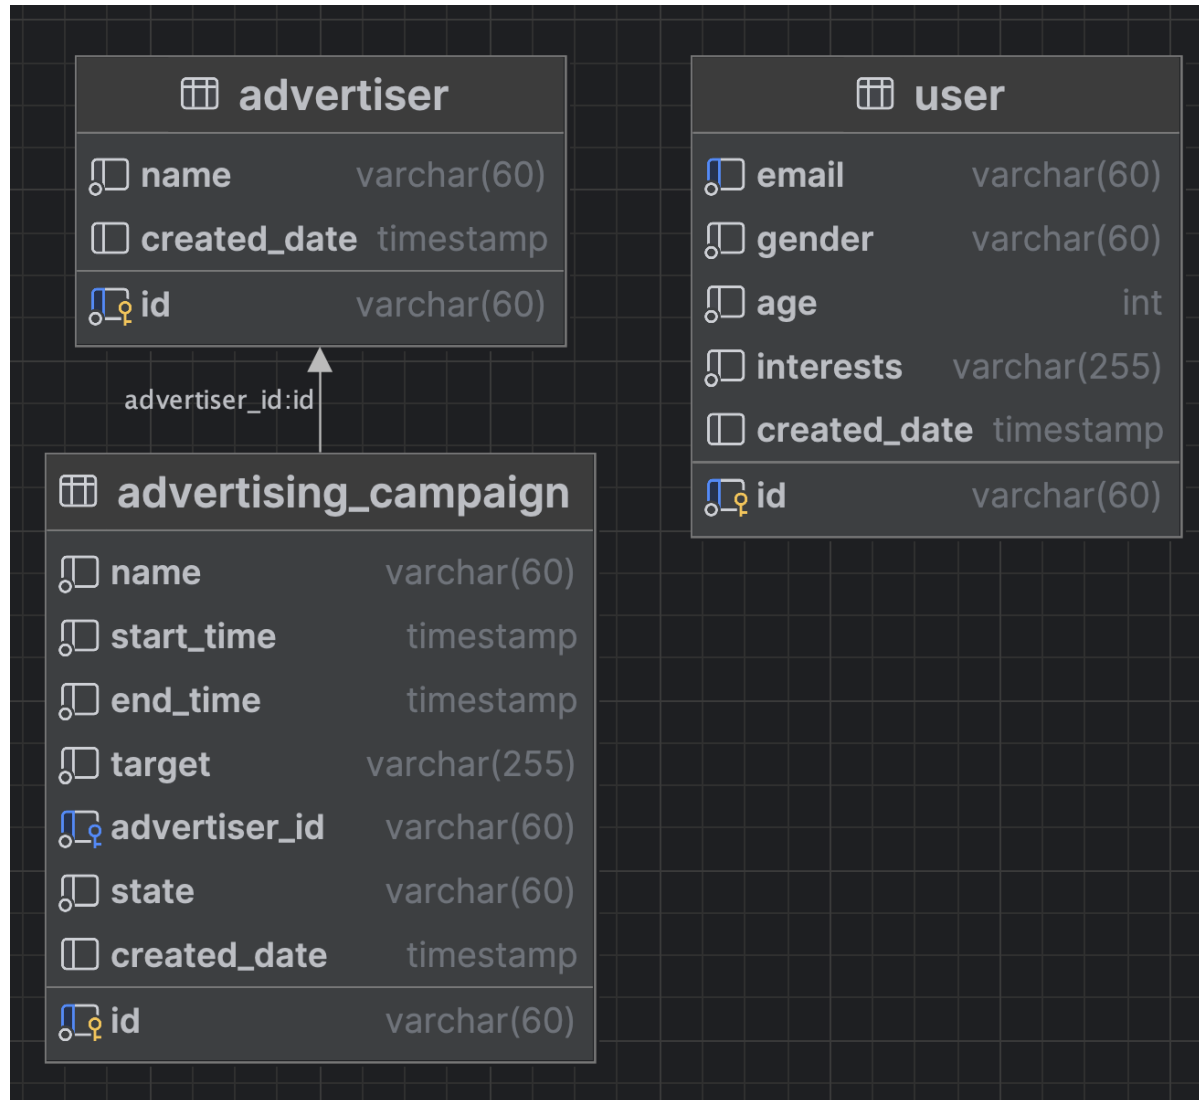 advertiser
name varchar(60)
created_date timestamp
id varchar(60)
advertiser_id:id
advertising_campaign
name varchar(60)
start_time timestamp
end_time timestamp
target varchar(255)
advertiser_id varchar(60)
state varchar(60)
created_date timestamp
id varchar(60)
user
email varchar(60)
gender varchar(60)
age int
interests varchar(255)
created_date timestamp
id varchar(60)